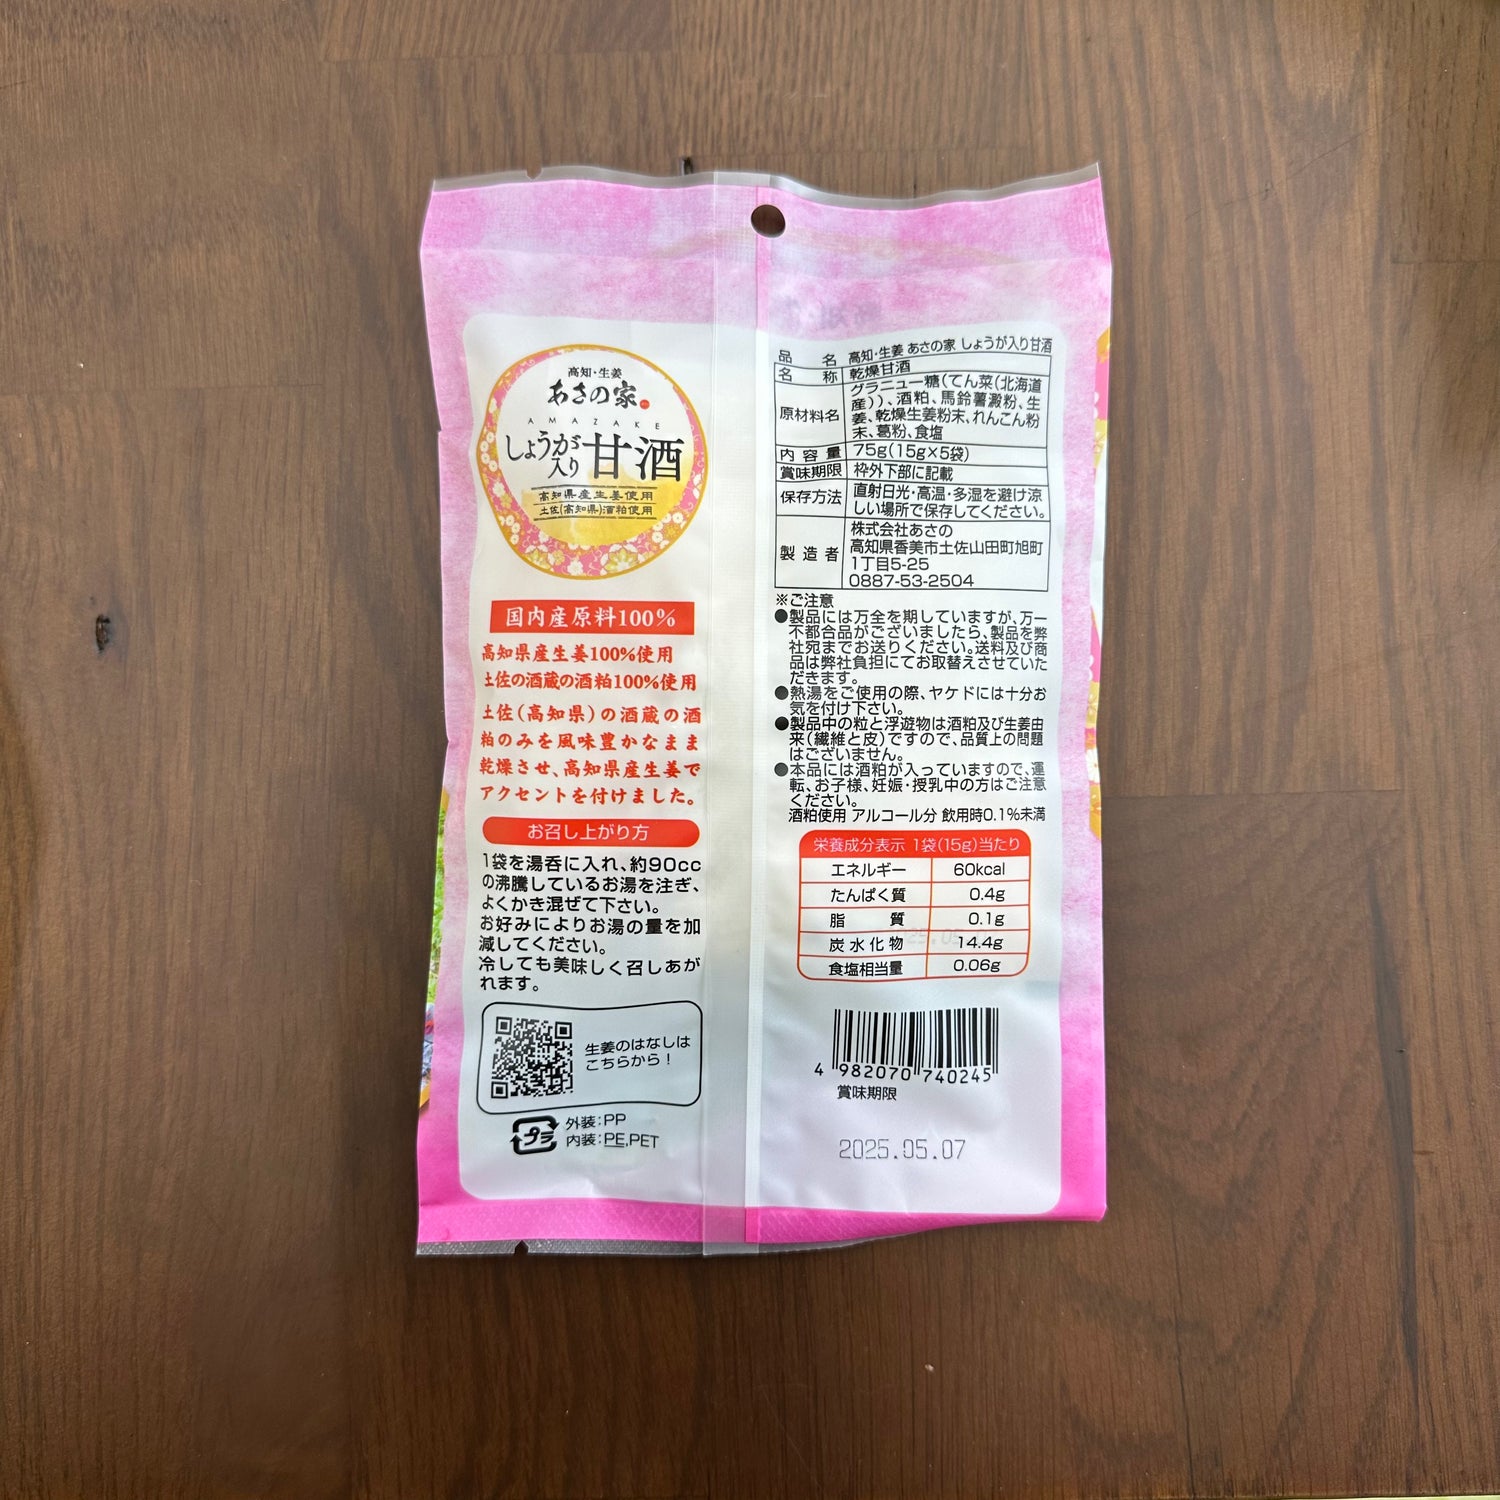 高知・生姜
あさの家
AMAZAKE
しょうが
入り
甘酒
高知県産生姜使用
土佐(高知県)酒粕使用
国内産原料100%
高知県産生姜100%使用
土佐の酒蔵の酒粕100%使用
土佐(高知県)の酒蔵の酒
粕のみを風味豊かなまま
乾燥させ、高知県産生姜で
アクセントを付けました。
お召し上がり方
1袋を湯呑に入れ、約90cc
の沸騰しているお湯を注ぎ、
よくかき混ぜて下さい。
お好みによりお湯の量を加
減してください。
冷しても美味しく召しあが
れます。
生姜のはなしは
こちらから!
プラ
外装:PP
内装:PE,PET
品名 高知・生姜 あさの家 しょうが入り甘酒
名称 乾燥甘酒
原材料名 グラニュー糖(てん菜(北海道
産))、酒粕、馬鈴薯澱粉、生
姜、乾燥生姜粉末、れんこん粉
末、葛粉、食塩
内容量 75g(15g×5袋)
賞味期限 枠外下部に記載
保存方法 直射日光・高温・多湿を避け涼
しい場所で保存してください。
製造者 株式会社あさの
高知県香美市土佐山田町旭町
1丁目5-25
0887-53-2504
※ご注意
●製品には万全を期していますが、万一
不都合品がございましたら、製品を弊
社宛までお送りください。送料及び商
品は弊社負担にてお取替えさせていた
だきます。
●熱湯をご使用の際、ヤケドには十分お
気を付け下さい。
●製品中の粒と浮遊物は酒粕及び生姜由
来(繊維と皮)ですので、品質上の問題
はございません。
●本品には酒粕が入っていますので、運
転、お子様、妊娠・授乳中の方はご注意
ください。
酒粕使用 アルコール分 飲用時0.1%未満
栄養成分表示 1袋(15g)当たり
エネルギー 60kcal
たんぱく質 0.4g
脂質 0.1g
炭水化物 14.4g
食塩相当量 0.06g
4 982070 740245
賞味期限
2025.05.07